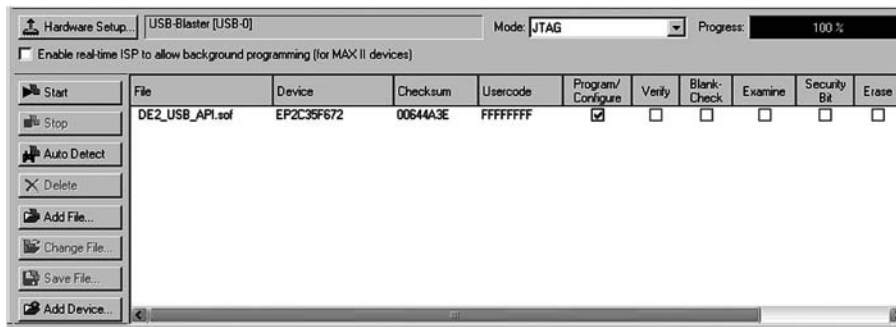 Hardware Setup... USB-Blaster [USB-0] Mode: JTAG Progress: 100 %
Enable real-time ISP to allow background programming (for MAX II devices)
Start
Stop
Auto Detect
Delete
Add File...
Change File...
Save File...
Add Device...
File Device Checksum Usercode Program/ Configure Verify Blank- Check Examine Security Bit Erase
DE2_USB_API.sof EP2C35F672 00644A3E FFFFFFFF